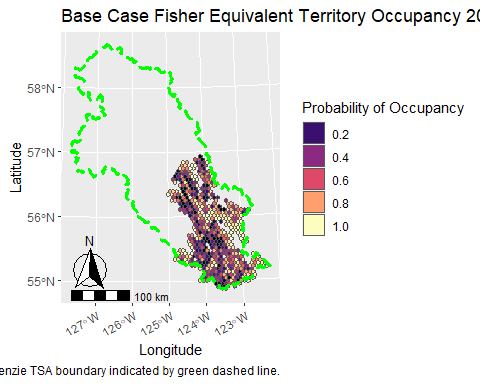 Base Case Fisher Equivalent Territory Occupancy
58°N
57°N
56°N
55°N
Latitude
N
100 km
127°W
126°W
125°W
124°W
123°W
Longitude
Probability of Occupancy
0.2
0.4
0.6
0.8
1.0
TSA boundary indicated by green dashed line.